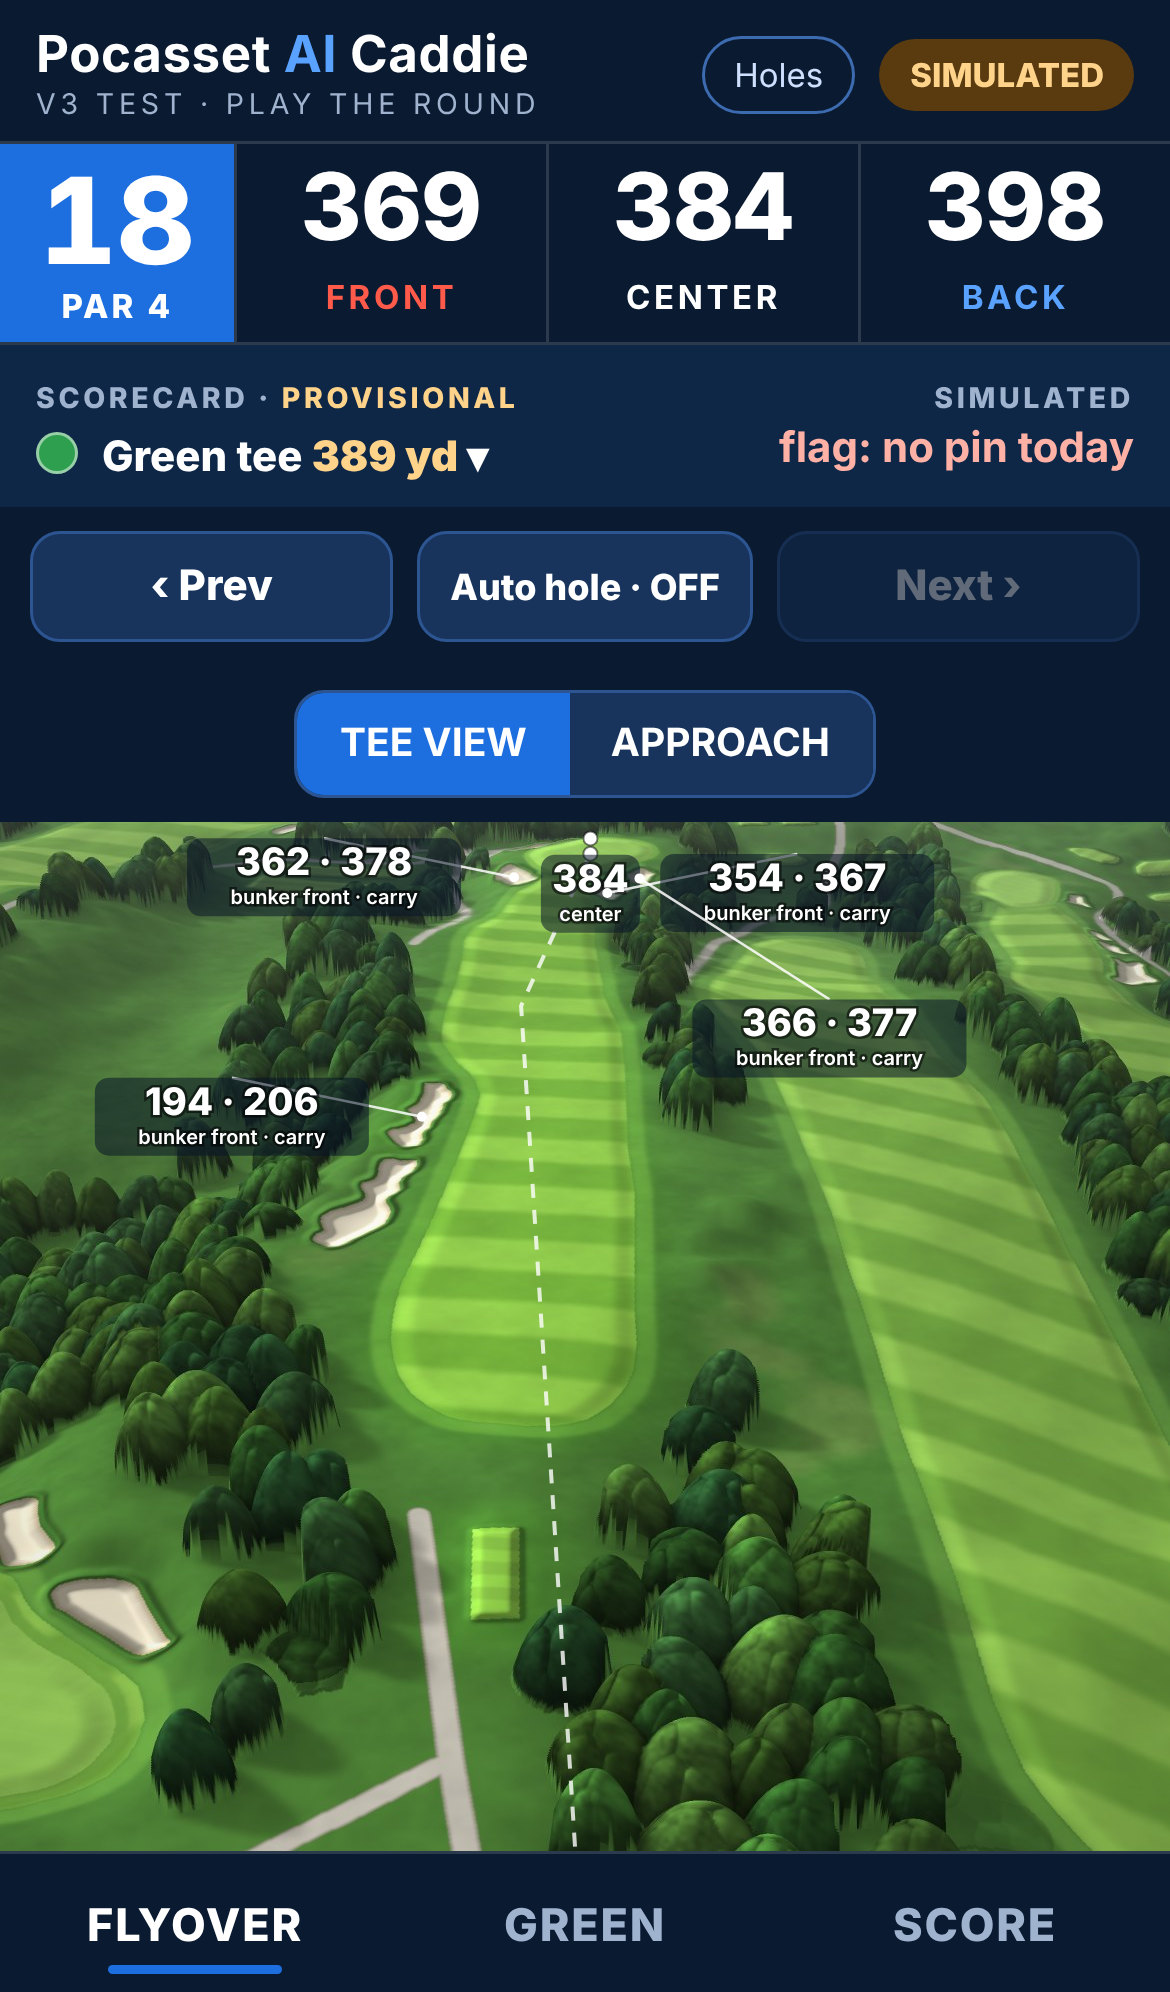 Pocasset AI Caddie
V3 TEST · PLAY THE ROUND
Holes
SIMULATED
18
PAR 4
369
FRONT
384
CENTER
398
BACK
SCORECARD · PROVISIONAL
Green tee 389 yd ▾
SIMULATED
flag: no pin today
‹ Prev
Auto hole · OFF
Next ›
TEE VIEW
APPROACH
362 · 378
bunker front · carry
384
center
354 · 367
bunker front · carry
366 · 377
bunker front · carry
194 · 206
bunker front · carry
FLYOVER
GREEN
SCORE